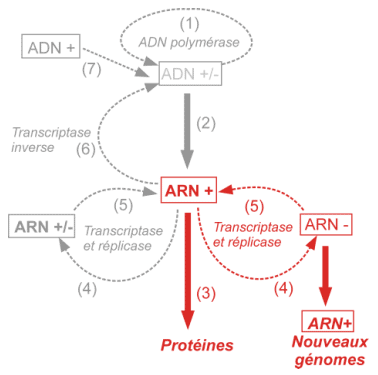 (1)
ADN polymérase
ADN +
(7)
ADN +/-
(2)
Transcriptase
inverse
(6)
ARN +
(5)
(5)
ARN +/-
Transcriptase
et réplicase
Transcriptase
et réplicase
ARN -
(4)
(3)
(4)
ARN+
Protéines
Nouveaux
génomes